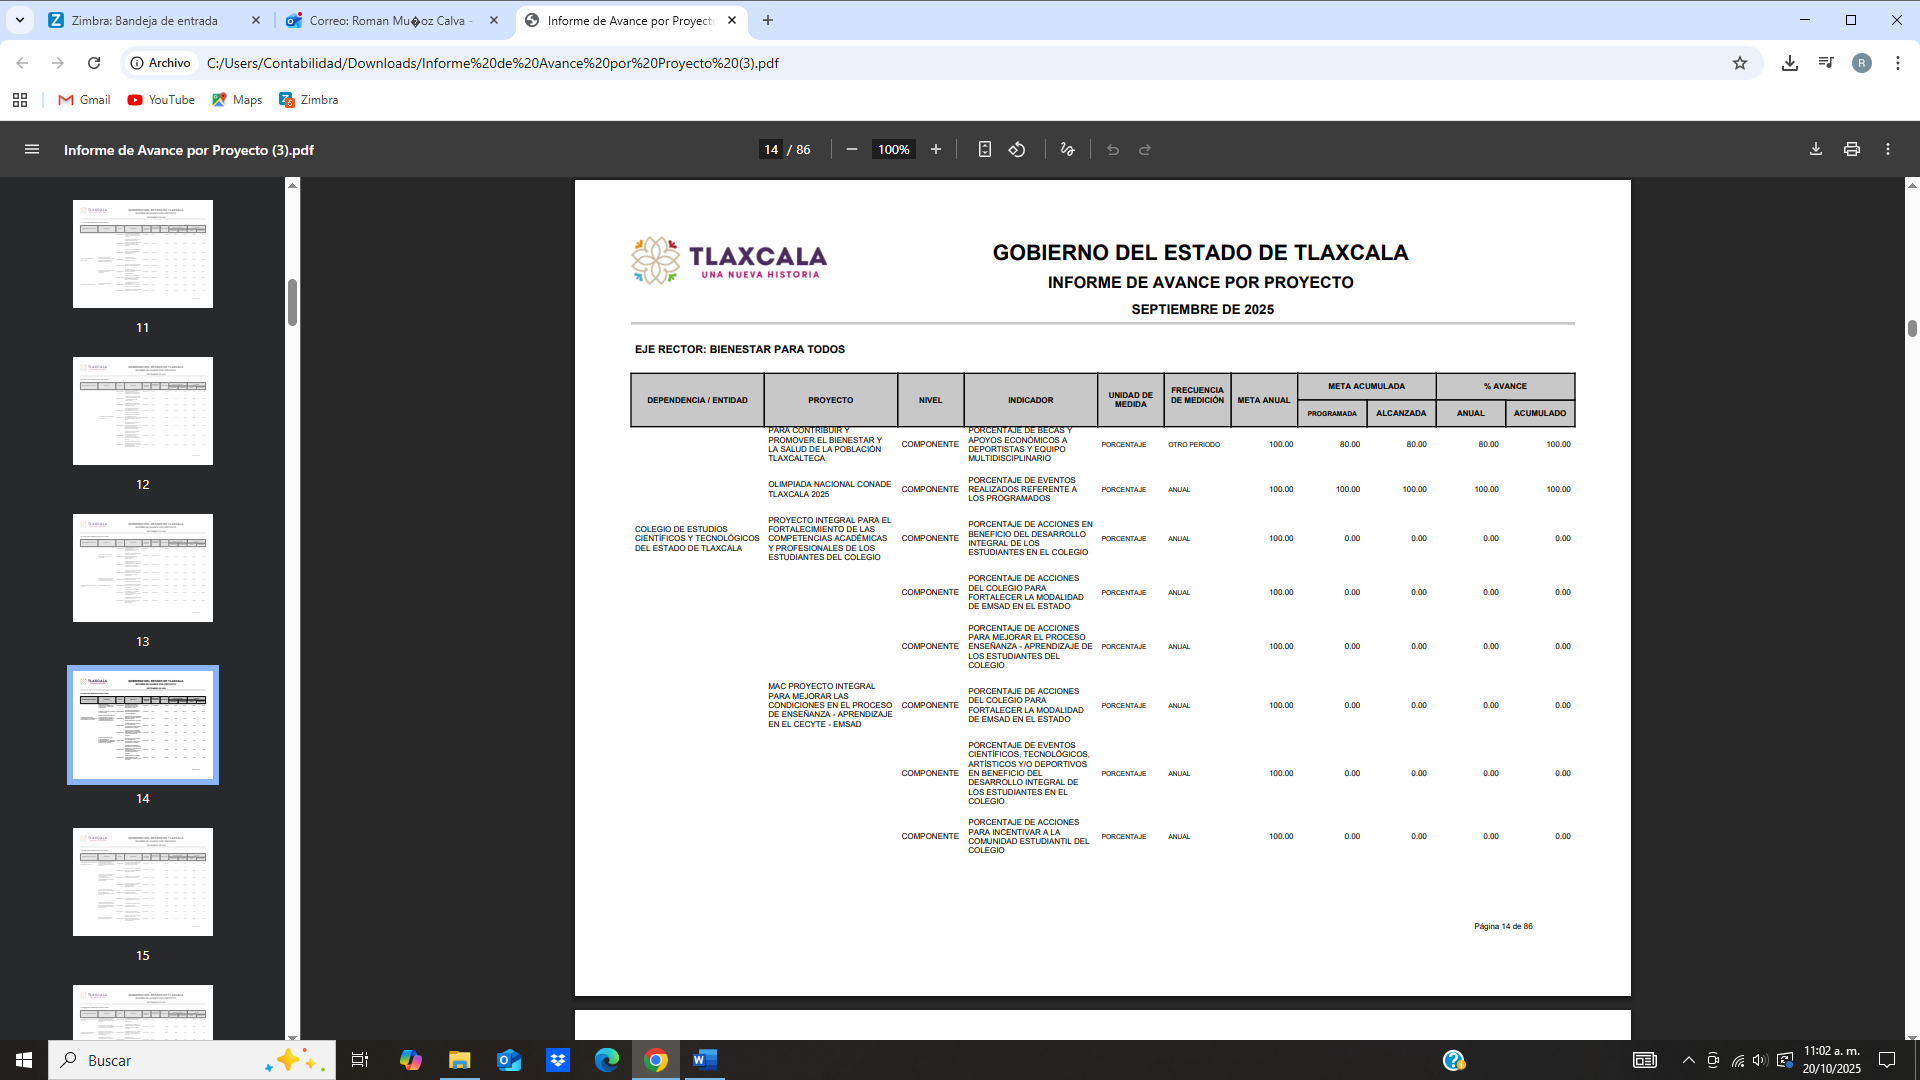 Zimbra: Bandeja de entrada
Correo: Roman Mu�oz Calva -
Informe de Avance por Proyecto
Archivo
C:/Users/Contabilidad/Downloads/Informe%20de%20Avance%20por%20Proyecto%20(3).pdf
R
Gmail
YouTube
Maps
Zimbra
Informe de Avance por Proyecto (3).pdf
14 / 86
100%
11
12
13
14
15
TLAXCALA
UNA NUEVA HISTORIA
GOBIERNO DEL ESTADO DE TLAXCALA
INFORME DE AVANCE POR PROYECTO
SEPTIEMBRE DE 2025
EJE RECTOR: BIENESTAR PARA TODOS
DEPENDENCIA / ENTIDAD
PROYECTO
NIVEL
INDICADOR
UNIDAD DE
MEDIDA
FRECUENCIA
DE MEDICIÓN
META ANUAL
META ACUMULADA
PROGRAMADA
ALCANZADA
% AVANCE
ANUAL
ACUMULADO
PARA CONTRIBUIR Y
PROMOVER EL BIENESTAR Y
LA SALUD DE LA POBLACIÓN
TLAXCALTECA
COMPONENTE
PORCENTAJE DE BECAS Y
APOYOS ECONÓMICOS A
DEPORTISTAS Y EQUIPO
MULTIDISCIPLINARIO
PORCENTAJE
OTRO PERIODO
100.00
80.00
80.00
80.00
100.00
OLIMPIADA NACIONAL CONADE
TLAXCALA 2025
COMPONENTE
PORCENTAJE DE EVENTOS
REALIZADOS REFERENTE A
LOS PROGRAMADOS
PORCENTAJE
ANUAL
100.00
100.00
100.00
100.00
100.00
COLEGIO DE ESTUDIOS
CIENTÍFICOS Y TECNOLÓGICOS
DEL ESTADO DE TLAXCALA
PROYECTO INTEGRAL PARA EL
FORTALECIMIENTO DE LAS
COMPETENCIAS ACADÉMICAS
Y PROFESIONALES DE LOS
ESTUDIANTES DEL COLEGIO
COMPONENTE
PORCENTAJE DE ACCIONES EN
BENEFICIO DEL DESARROLLO
INTEGRAL DE LOS
ESTUDIANTES EN EL COLEGIO
PORCENTAJE
ANUAL
100.00
0.00
0.00
0.00
0.00
COMPONENTE
PORCENTAJE DE ACCIONES
DEL COLEGIO PARA
FORTALECER LA MODALIDAD
DE EMSAD EN EL ESTADO
PORCENTAJE
ANUAL
100.00
0.00
0.00
0.00
0.00
COMPONENTE
PORCENTAJE DE ACCIONES
PARA MEJORAR EL PROCESO
ENSEÑANZA - APRENDIZAJE DE
LOS ESTUDIANTES DEL
COLEGIO
PORCENTAJE
ANUAL
100.00
0.00
0.00
0.00
0.00
MAC PROYECTO INTEGRAL
PARA MEJORAR LAS
CONDICIONES EN EL PROCESO
DE ENSEÑANZA - APRENDIZAJE
EN EL CECYTE - EMSAD
COMPONENTE
PORCENTAJE DE ACCIONES
DEL COLEGIO PARA
FORTALECER LA MODALIDAD
DE EMSAD EN EL ESTADO
PORCENTAJE
ANUAL
100.00
0.00
0.00
0.00
0.00
COMPONENTE
PORCENTAJE DE EVENTOS
CIENTÍFICOS, TECNOLÓGICOS,
ARTÍSTICOS Y/O DEPORTIVOS
EN BENEFICIO DEL
DESARROLLO INTEGRAL DE
LOS ESTUDIANTES EN EL
COLEGIO
PORCENTAJE
ANUAL
100.00
0.00
0.00
0.00
0.00
COMPONENTE
PORCENTAJE DE ACCIONES
PARA INCENTIVAR A LA
COMUNIDAD ESTUDIANTIL DEL
COLEGIO
PORCENTAJE
ANUAL
100.00
0.00
0.00
0.00
0.00
Página 14 de 86
Buscar
11:02 a. m.
20/10/2025